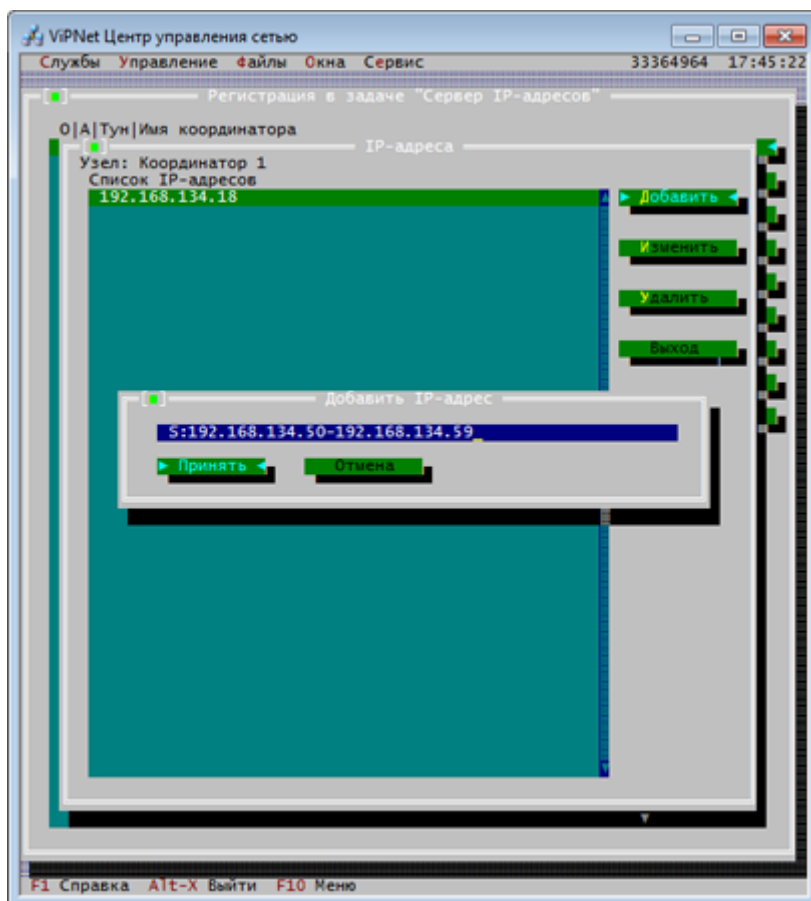 ViPNet Центр управления сетью
Службы Управление Файлы Окна Сервис 33364964 17:45:22
Регистрация в задаче "Сервер IP-адресов"
О|А|Тун|Имя координатора
IP-адреса
Узел: Координатор 1
Список IP-адресов
192.168.134.18
Добавить
Изменить
Удалить
Выход
Добавить IP-адрес
S:192.168.134.50-192.168.134.59
Принять Отмена
F1 Справка Alt-X Выйти F10 Меню